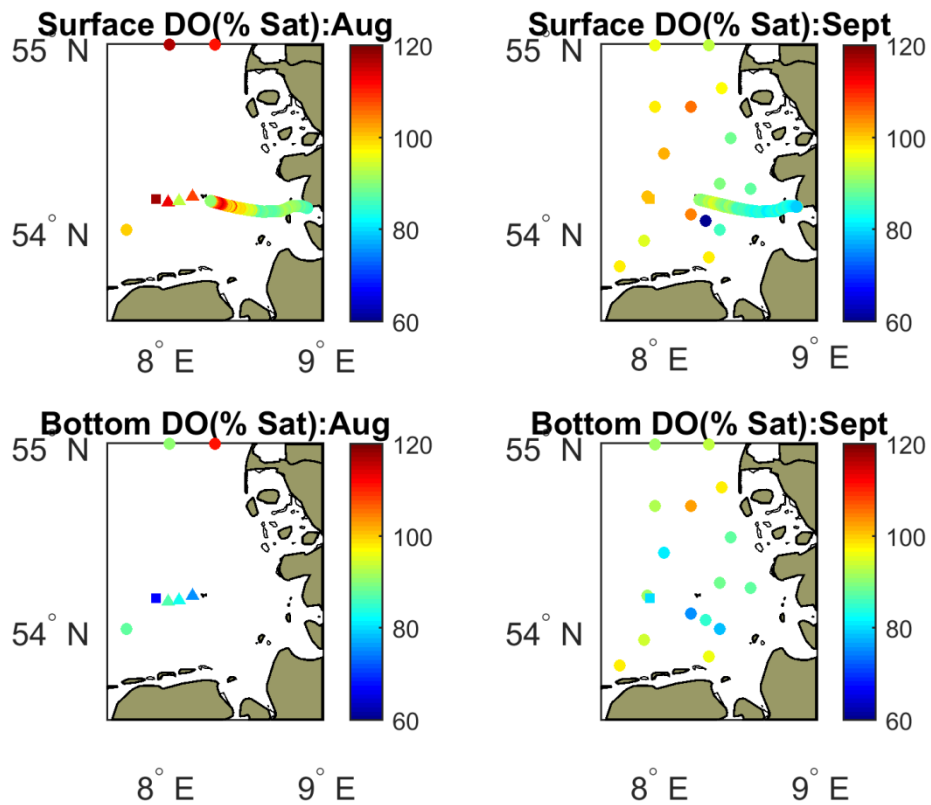 Surface DO(% Sat):Aug
55° N
54° N
8° E
9° E
120
100
80
60
Surface DO(% Sat):Sept
55° N
54° N
8° E
9° E
120
100
80
60
Bottom DO(% Sat):Aug
55° N
54° N
8° E
9° E
120
100
80
60
Bottom DO(% Sat):Sept
55° N
54° N
8° E
9° E
120
100
80
60